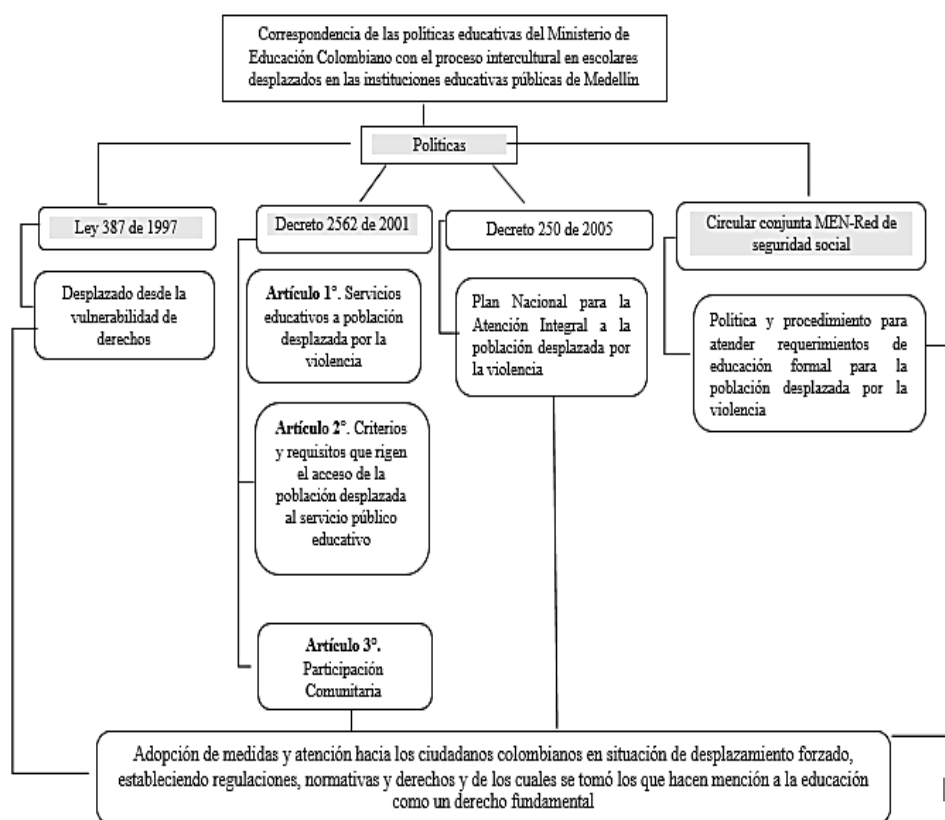 Correspondencia de las políticas educativas del Ministerio de
Educación Colombiano con el proceso intercultural en escolares
desplazados en las instituciones educativas públicas de Medellín
Políticas
Ley 387 de 1997
Desplazado desde la
vulnerabilidad de
derechos
Decreto 2562 de 2001
Artículo 1°. Servicios
educativos a población
desplazada por la
violencia
Artículo 2°. Criterios
y requisitos que rigen
el acceso de la
población desplazada
al servicio público
educativo
Artículo 3°.
Participación
Comunitaria
Decreto 250 de 2005
Plan Nacional para la
Atención Integral a la
población desplazada por
la violencia
Circular conjunta MEN-Red de
seguridad social
Política y procedimiento para
atender requerimientos de
educación formal para la
población desplazada por la
violencia
Adopción de medidas y atención hacia los ciudadanos colombianos en situación de desplazamiento forzado,
estableciendo regulaciones, normativas y derechos y de los cuales se tomó los que hacen mención a la educación
como un derecho fundamental